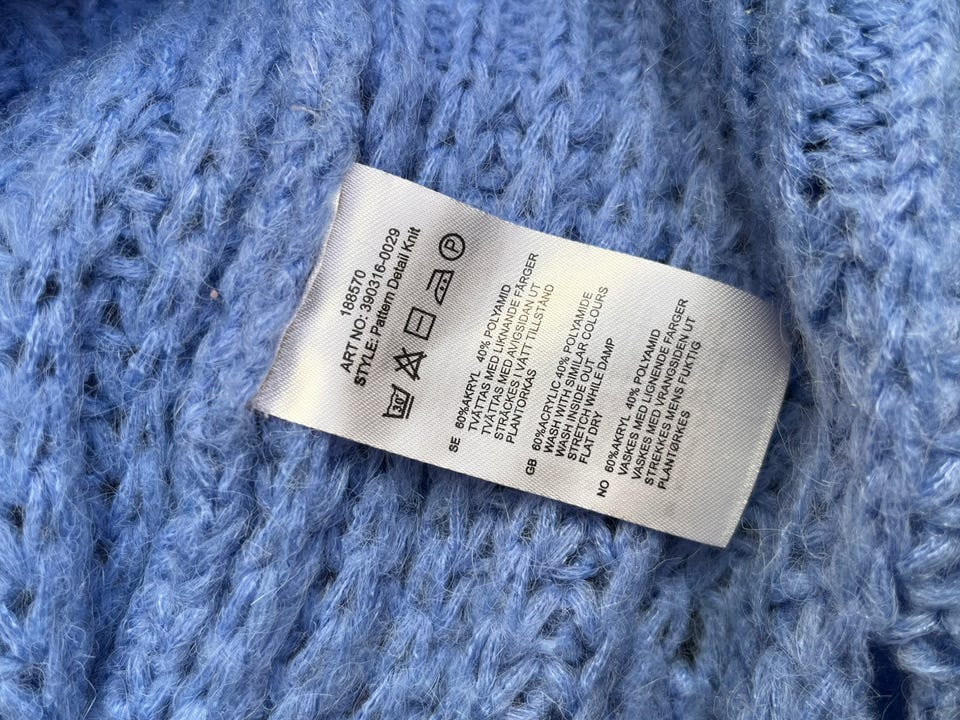 188570
ART NO: 390316-0029
STYLE: Pattern Detail Knit
30 P
SE 60%AKRYL 40% POLYAMID
TVÄTTAS MED LIKNANDE FÄRGER
TVÄTTAS MED AVIGSIDAN UT
STRÄCKES I VÅTT TILLSTÅND
PLANTORKAS
GB 60%ACRYLIC 40% POLYAMIDE
WASH WITH SIMILAR COLOURS
WASH INSIDE OUT
STRETCH WHILE DAMP
FLAT DRY
NO 60%AKRYL 40% POLYAMID
VASKES MED LIGNENDE FARGER
VASKES MED VRANGSIDEN UT
STREKKES MENS FUKTIG
PLANTØRKES